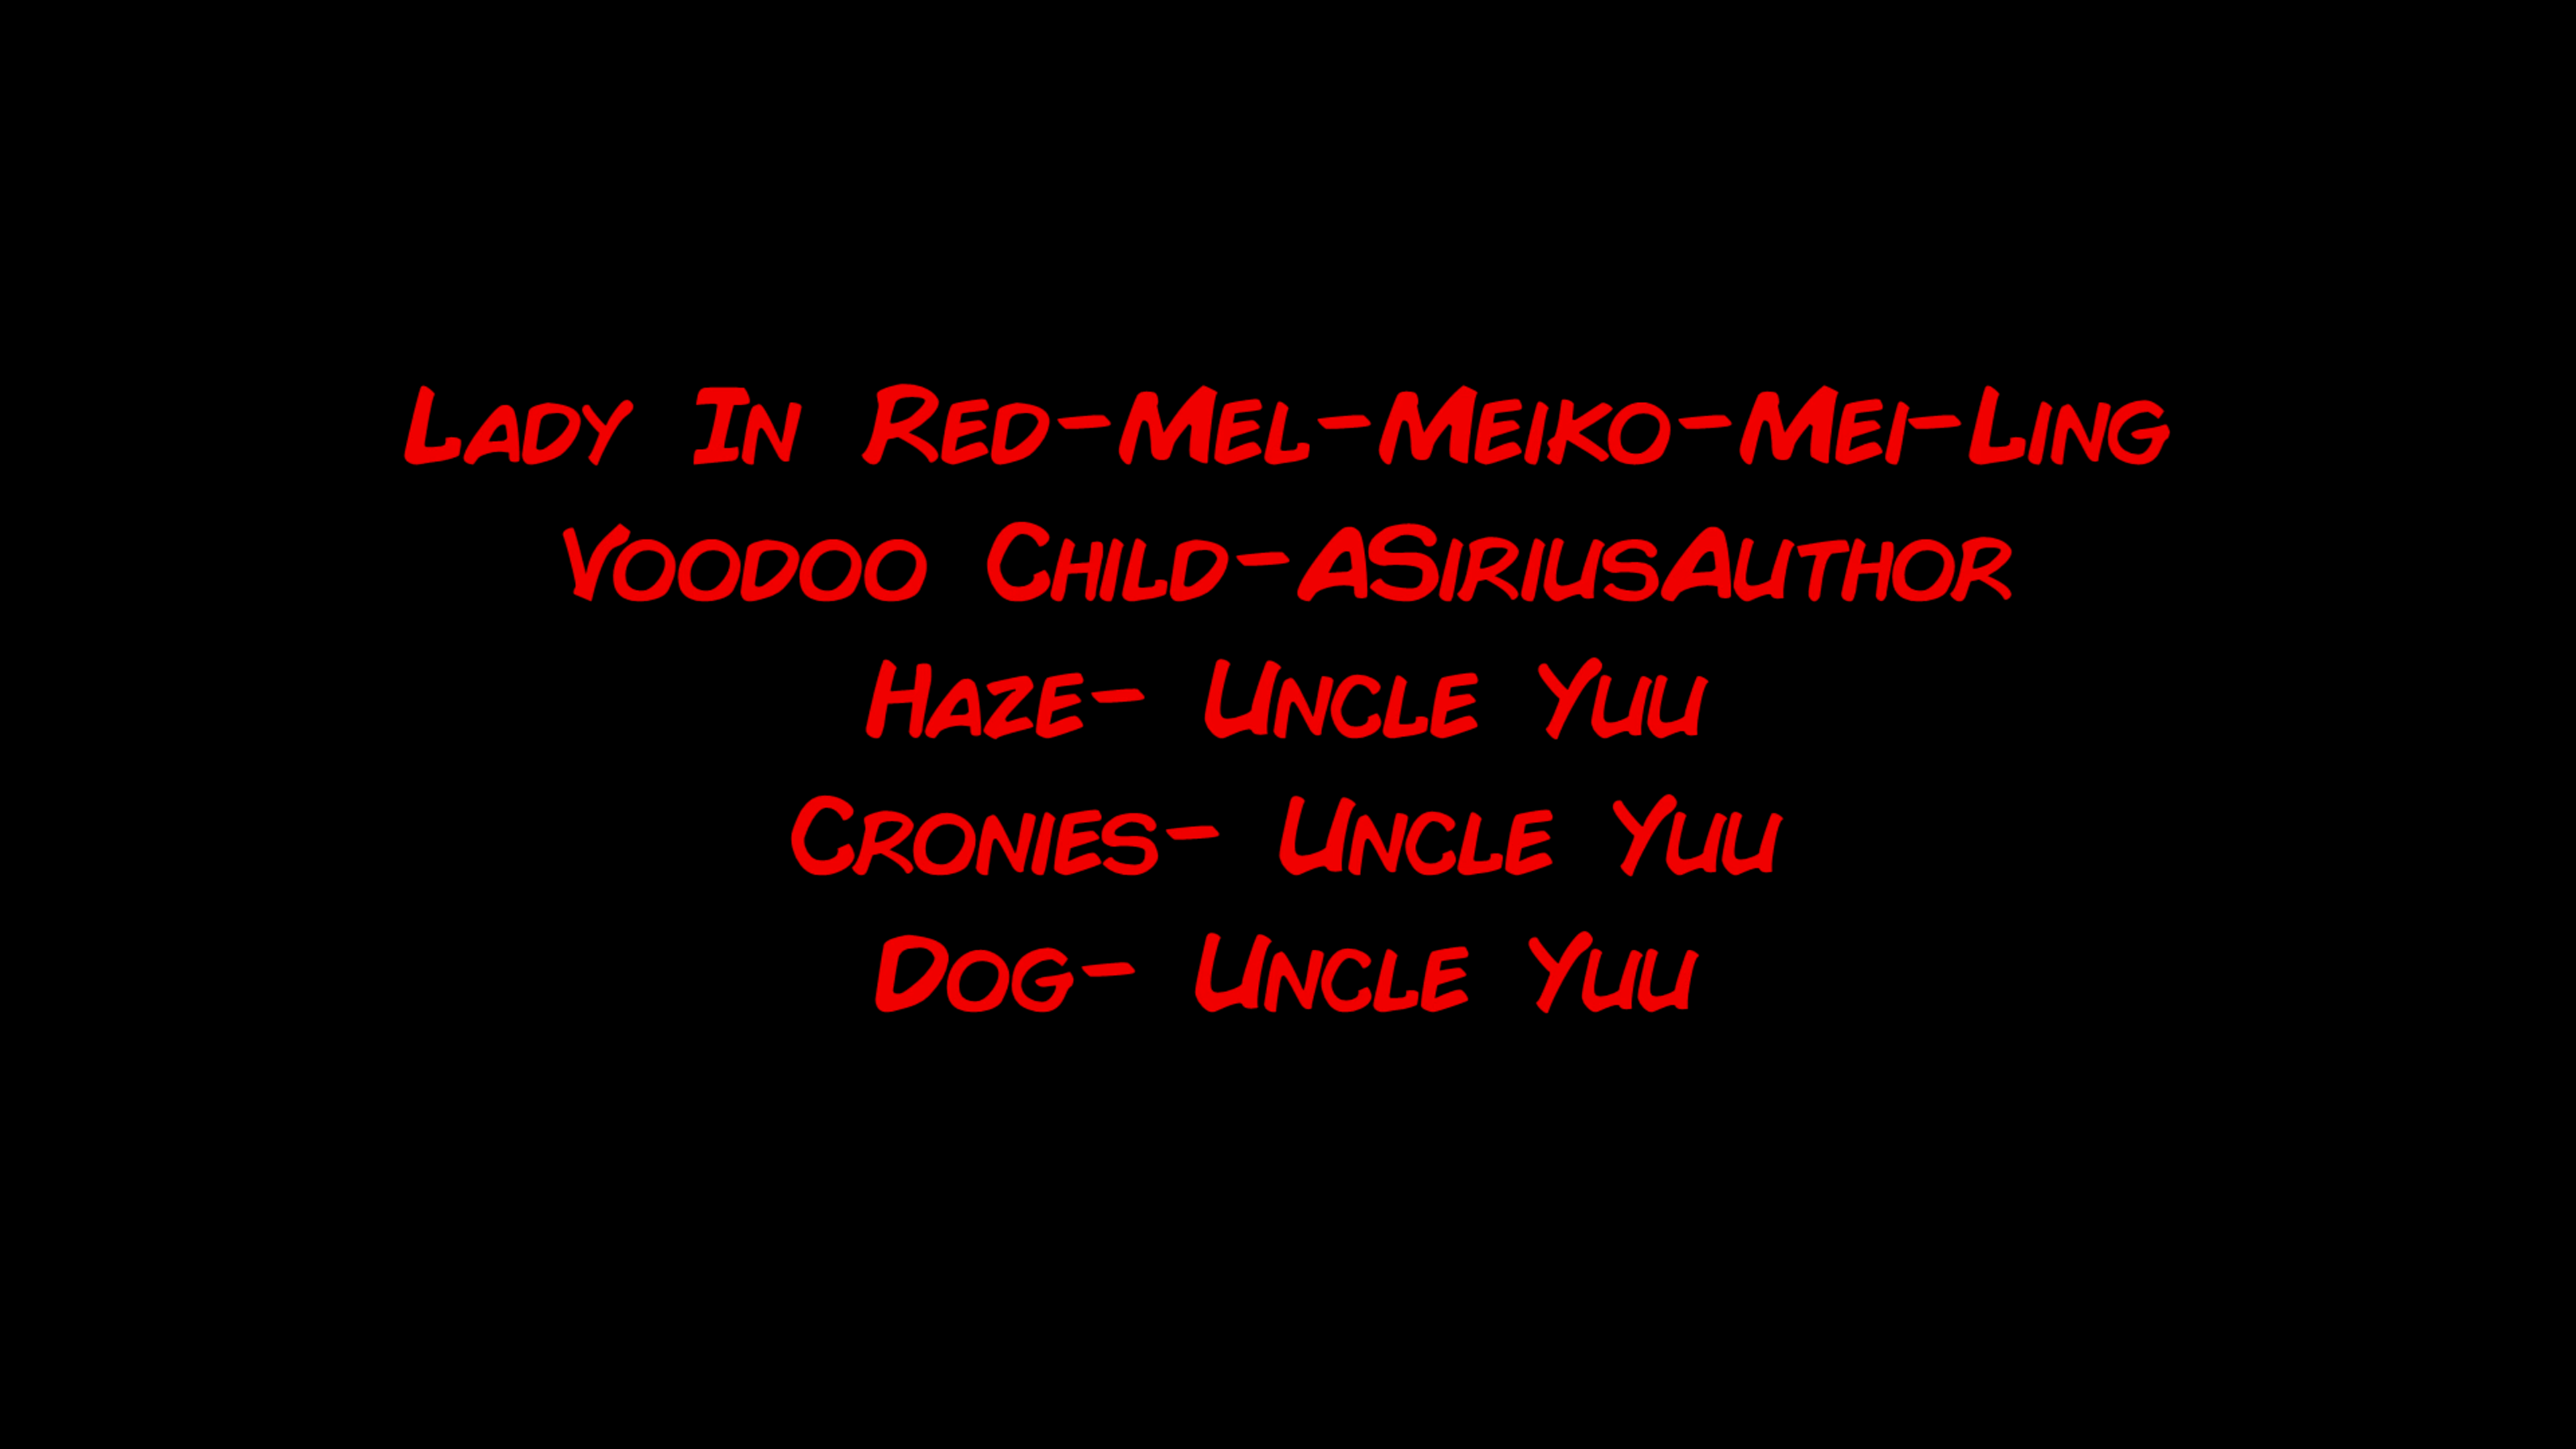 Lady In Red-Mel-Meiko-Mei-Ling
Voodoo Child-ASiriusAuthor
Haze- Uncle Yuu
Cronies- Uncle Yuu
Dog- Uncle Yuu